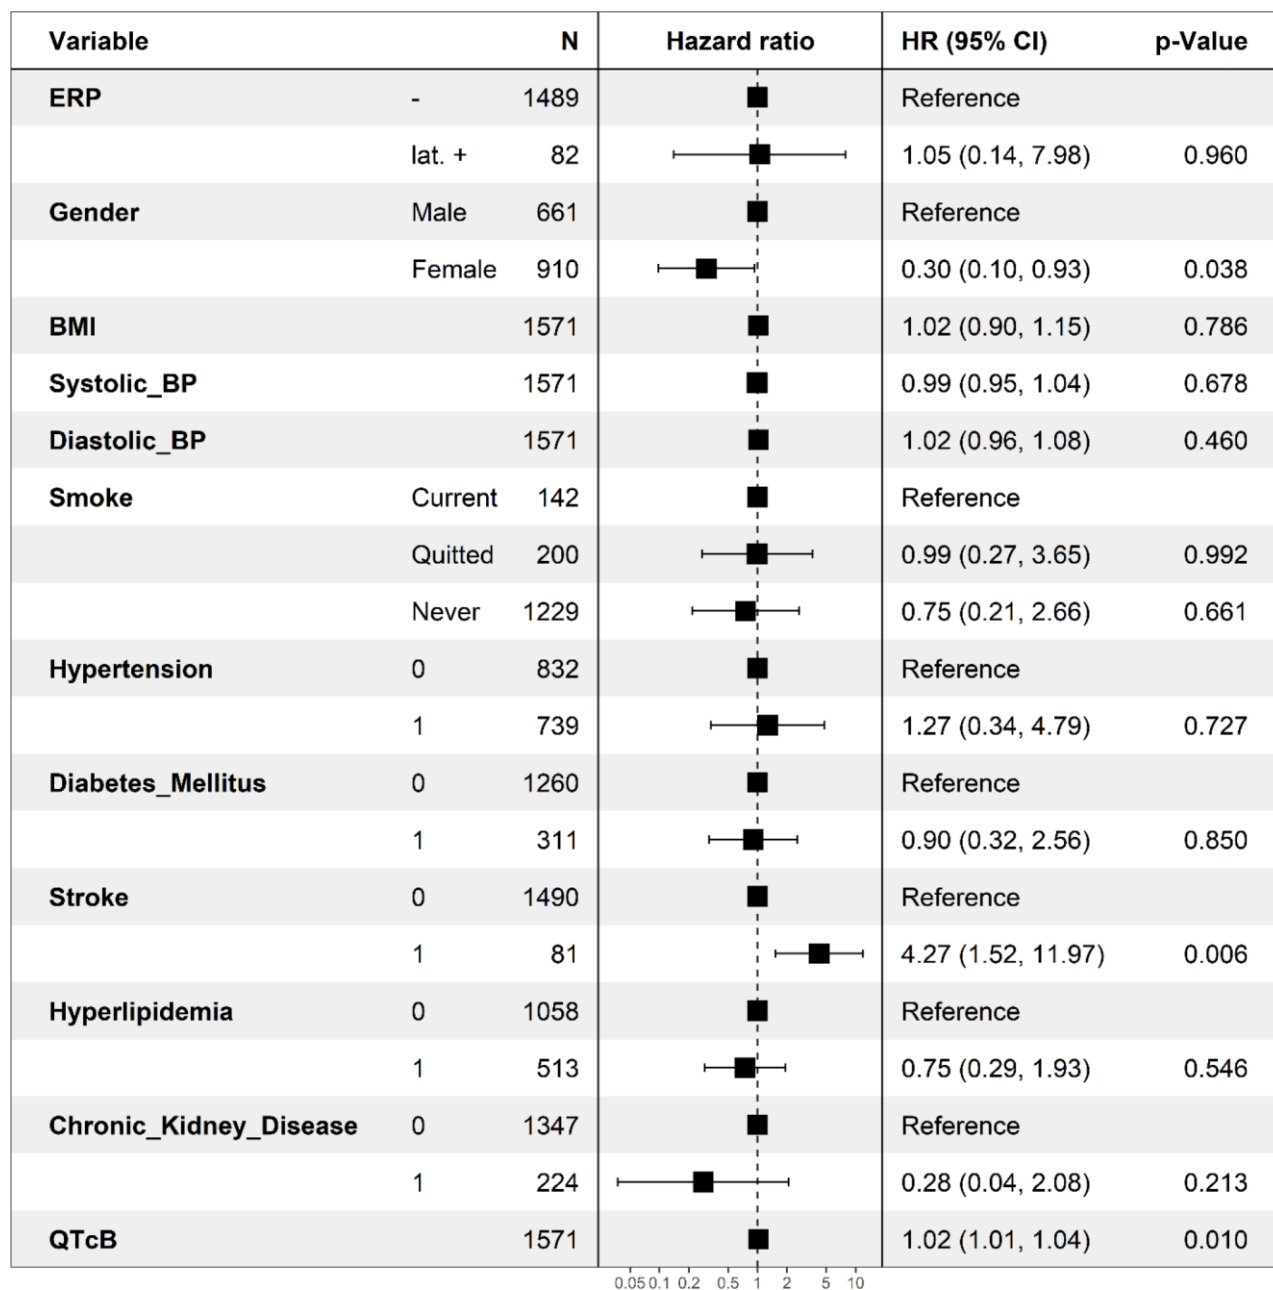 Variable N Hazard ratio HR (95% CI) p-Value
ERP - 1489 Reference
lat. + 82 1.05 (0.14, 7.98) 0.960
Gender Male 661 Reference
Female 910 0.30 (0.10, 0.93) 0.038
BMI 1571 1.02 (0.90, 1.15) 0.786
Systolic_BP 1571 0.99 (0.95, 1.04) 0.678
Diastolic_BP 1571 1.02 (0.96, 1.08) 0.460
Smoke Current 142 Reference
Quitted 200 0.99 (0.27, 3.65) 0.992
Never 1229 0.75 (0.21, 2.66) 0.661
Hypertension 0 832 Reference
1 739 1.27 (0.34, 4.79) 0.727
Diabetes_Mellitus 0 1260 Reference
1 311 0.90 (0.32, 2.56) 0.850
Stroke 0 1490 Reference
1 81 4.27 (1.52, 11.97) 0.006
Hyperlipidemia 0 1058 Reference
1 513 0.75 (0.29, 1.93) 0.546
Chronic_Kidney_Disease 0 1347 Reference
1 224 0.28 (0.04, 2.08) 0.213
QTcB 1571 1.02 (1.01, 1.04) 0.010
0.05 0.1 0.2 0.5 1 2 5 10